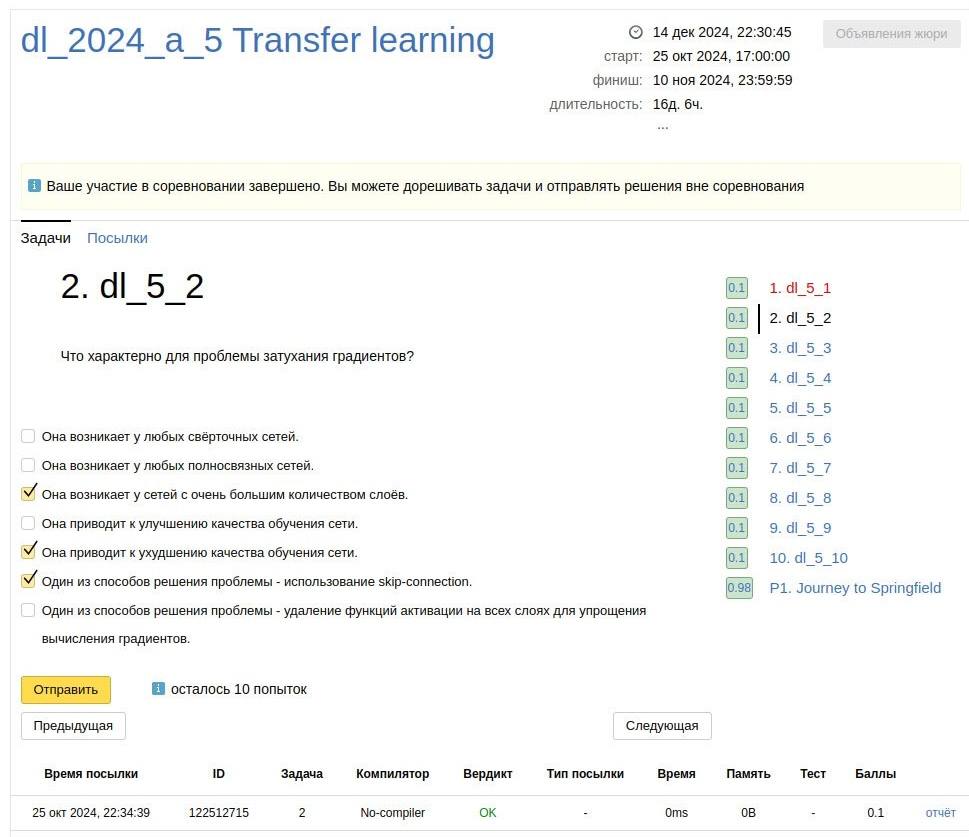 dl_2024_a_5 Transfer learning
14 дек 2024, 22:30:45
старт: 25 окт 2024, 17:00:00
финиш: 10 ноя 2024, 23:59:59
длительность: 16д. 6ч.
...
Объявления жюри
Ваше участие в соревновании завершено. Вы можете дорешивать задачи и отправлять решения вне соревнования
Задачи Посылки
2. dl_5_2
Что характерно для проблемы затухания градиентов?
Она возникает у любых свёрточных сетей.
Она возникает у любых полносвязных сетей.
Она возникает у сетей с очень большим количеством слоёв.
Она приводит к улучшению качества обучения сети.
Она приводит к ухудшению качества обучения сети.
Один из способов решения проблемы - использование skip-connection.
Один из способов решения проблемы - удаление функций активации на всех слоях для упрощения
вычисления градиентов.
Отправить осталось 10 попыток
Предыдущая Следующая
0.1 1. dl_5_1
0.1 2. dl_5_2
0.1 3. dl_5_3
0.1 4. dl_5_4
0.1 5. dl_5_5
0.1 6. dl_5_6
0.1 7. dl_5_7
0.1 8. dl_5_8
0.1 9. dl_5_9
0.1 10. dl_5_10
0.98 P1. Journey to Springfield
Время посылки ID Задача Компилятор Вердикт Тип посылки Время Память Тест Баллы
25 окт 2024, 22:34:39 122512715 2 No-compiler OK - 0ms 0B - 0.1 отчёт